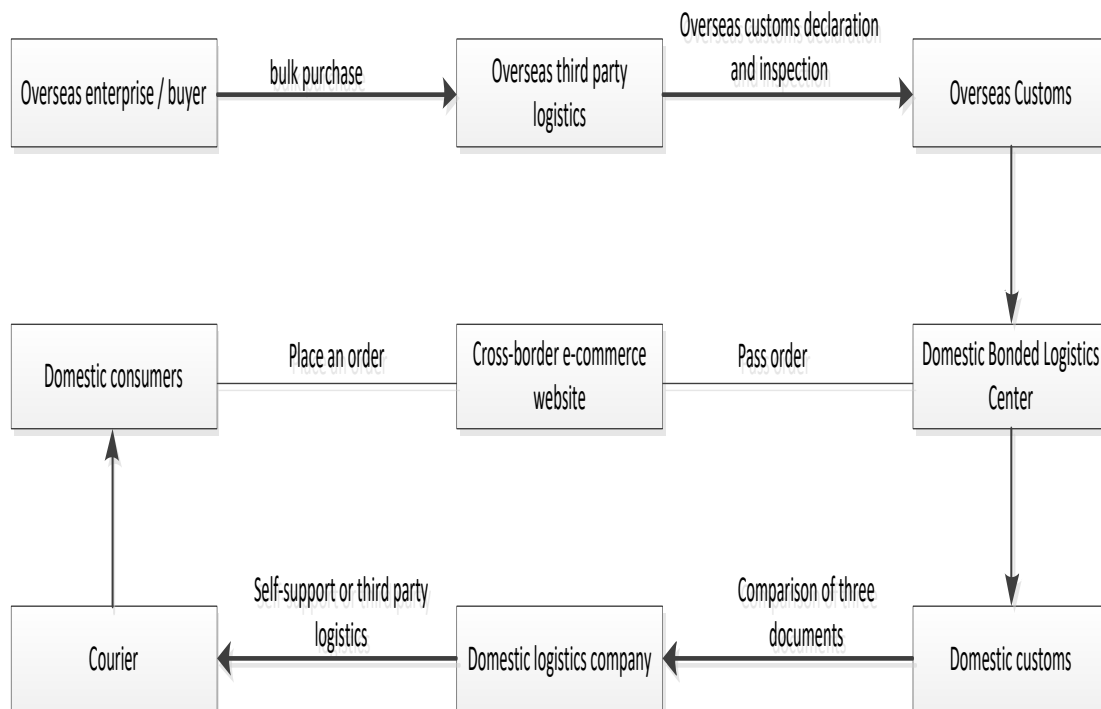 Overseas enterprise / buyer
bulk purchase
Overseas third party
logistics
Overseas customs declaration
and inspection
Overseas Customs
Domestic consumers
Place an order
Cross-border e-commerce
website
Pass order
Domestic Bonded Logistics
Center
Courier
Self-support or third party
logistics
Domestic logistics company
Comparison of three
documents
Domestic customs